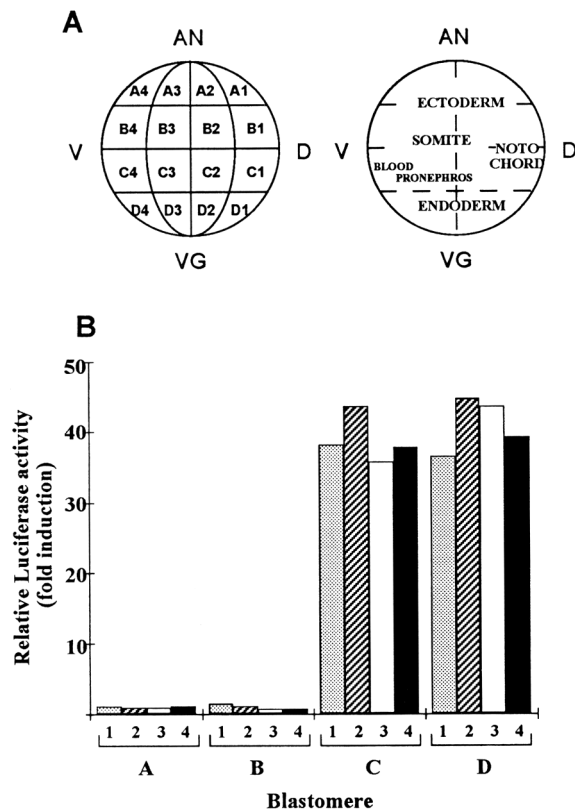 A
AN
AN
A4 A3 A2 A1
B4 B3 B2 B1
C4 C3 C2 C1
D4 D3 D2 D1
V
D
VG
ECTODERM
SOMITE
NOTO
CHORD
BLOOD
PRONEPHROS
ENDODERM
V
D
VG
B
Relative Luciferase activity
(fold induction)
50
40
30
20
10
1 2 3 4 1 2 3 4 1 2 3 4 1 2 3 4
A B C D
Blastomere